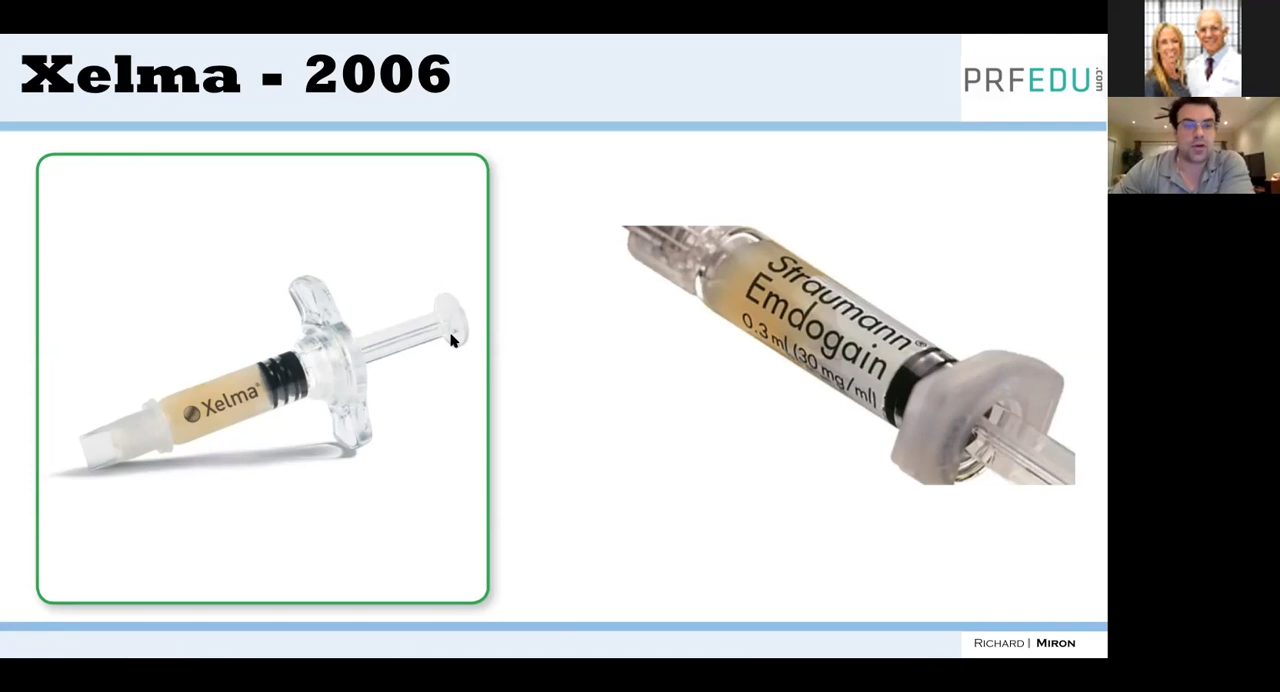 Xelma - 2006
PRFEDU.com
Xelma®
Straumann®
Emdogain
0.3 ml (30 mg/ml)
RICHARD | MIRON